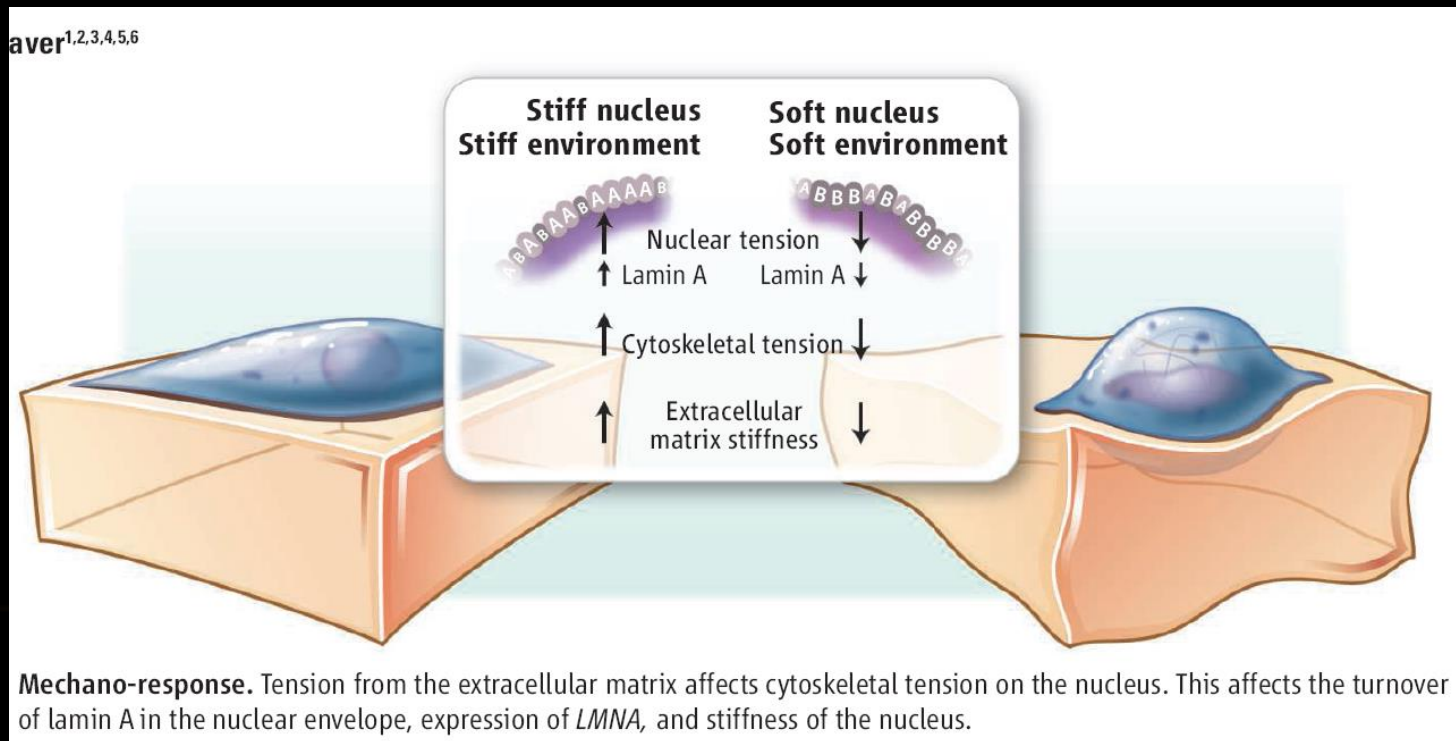 aver1,2,3,4,5,6
Stiff nucleus
Stiff environment
Soft nucleus
Soft environment
A B A B A A B A A A A B
A B B B A B A B B B B B A
Nuclear tension
Lamin A
Lamin A
Cytoskeletal tension
Extracellular
matrix stiffness
Mechano-response. Tension from the extracellular matrix affects cytoskeletal tension on the nucleus. This affects the turnover
of lamin A in the nuclear envelope, expression of LMNA, and stiffness of the nucleus.